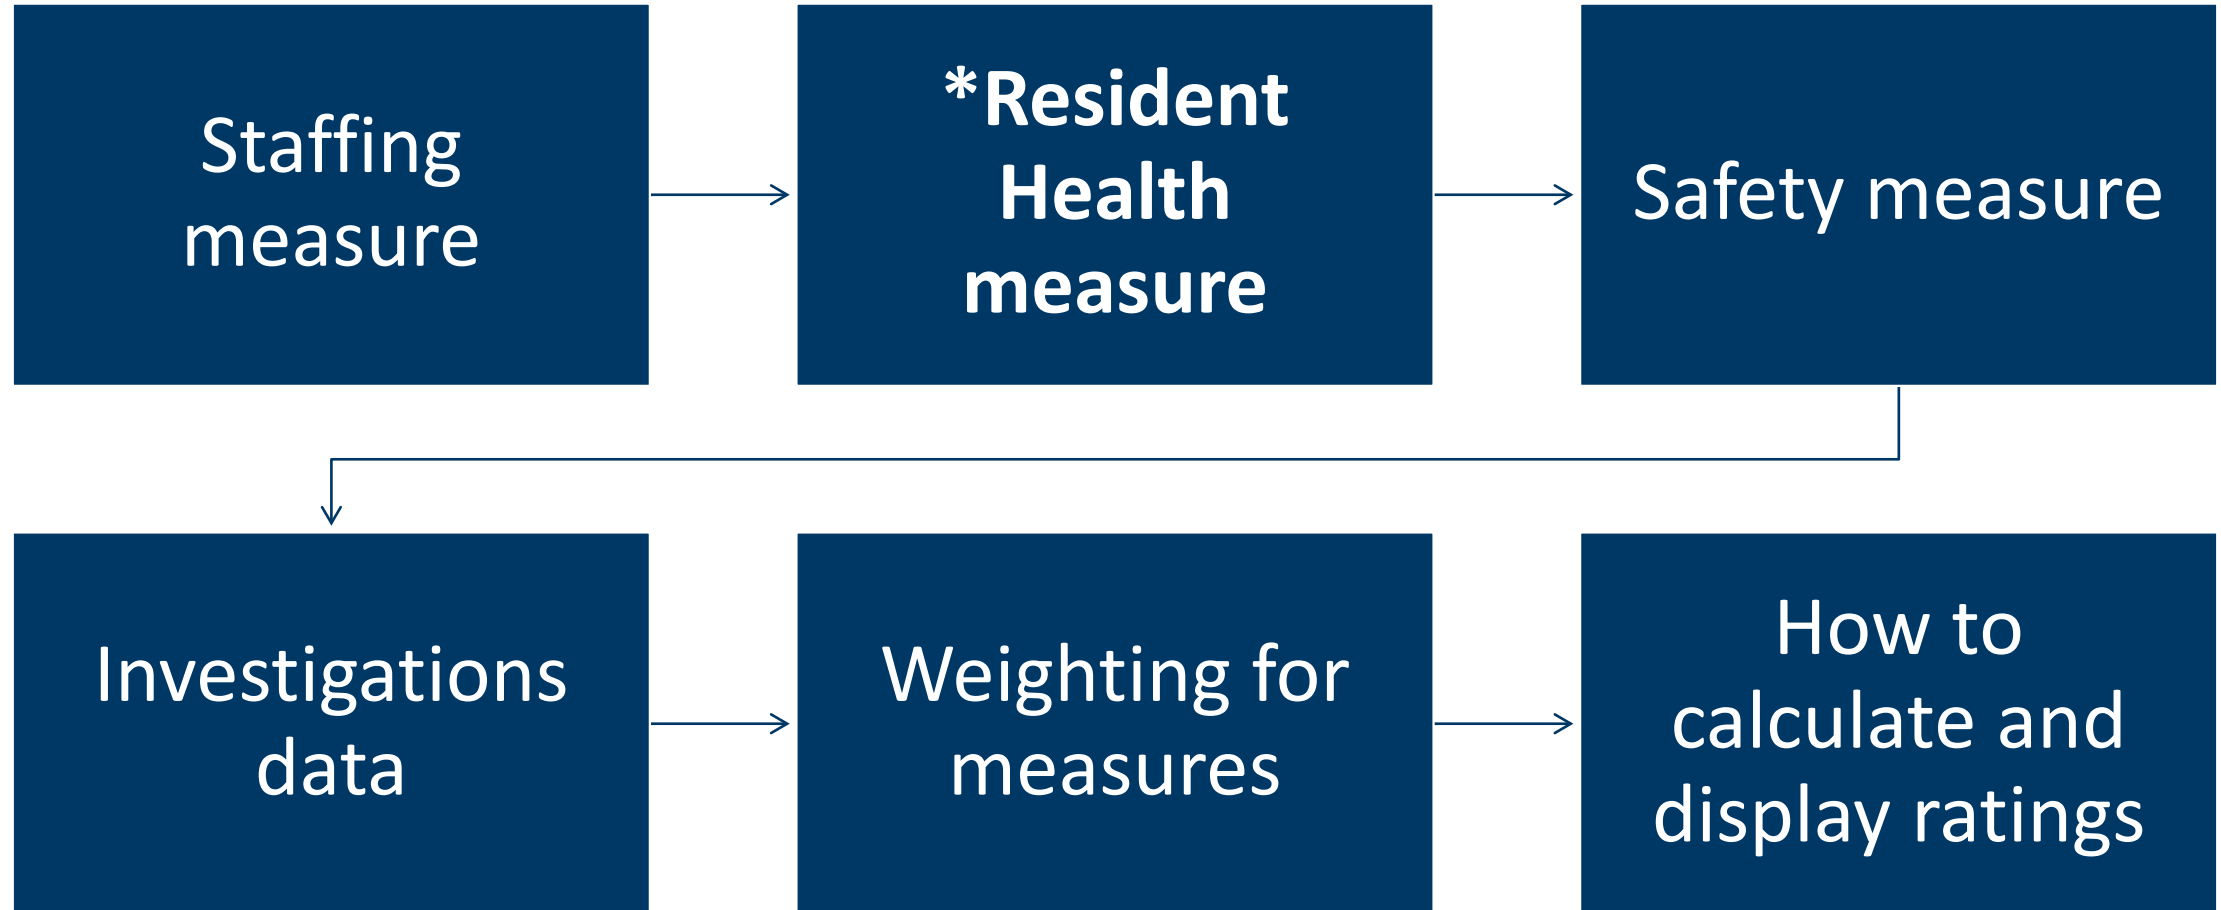 Staffing
measure
*Resident
Health
measure
Safety measure
Investigations
data
Weighting for
measures
How to
calculate and
display ratings